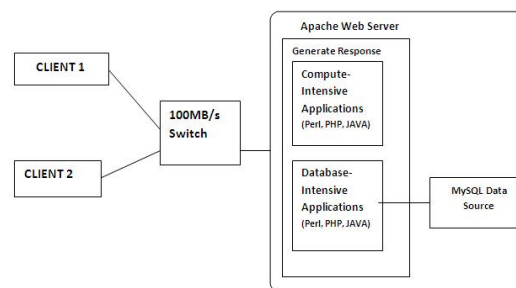 Apache Web Server
Generate Response
CLIENT 1
Compute-
Intensive
Applications
(Perl, PHP, JAVA)
100MB/s
Switch
CLIENT 2
Database-
Intensive
Applications
(Perl, PHP, JAVA)
MySQL Data
Source